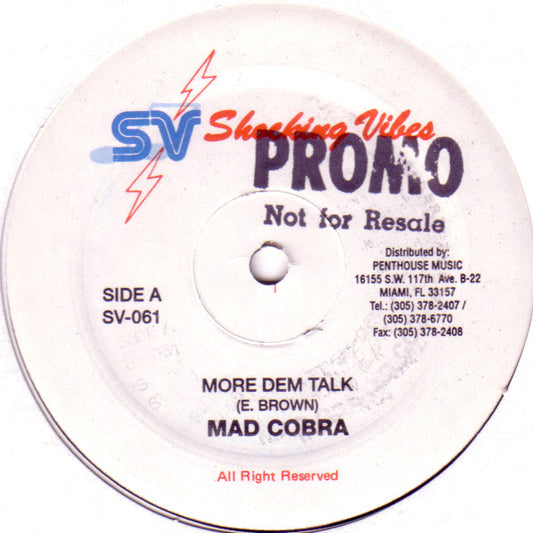 SV Shocking Vibes
PROMO
Not for Resale
Distributed by:
PENTHOUSE MUSIC
16155 S.W. 117th Ave. B-22
MIAMI, FL 33157
Tel.: (305) 378-2407 /
(305) 378-6770
Fax: (305) 378-2408
SIDE A
SV-061
MORE DEM TALK
(E. BROWN)
MAD COBRA
All Right Reserved